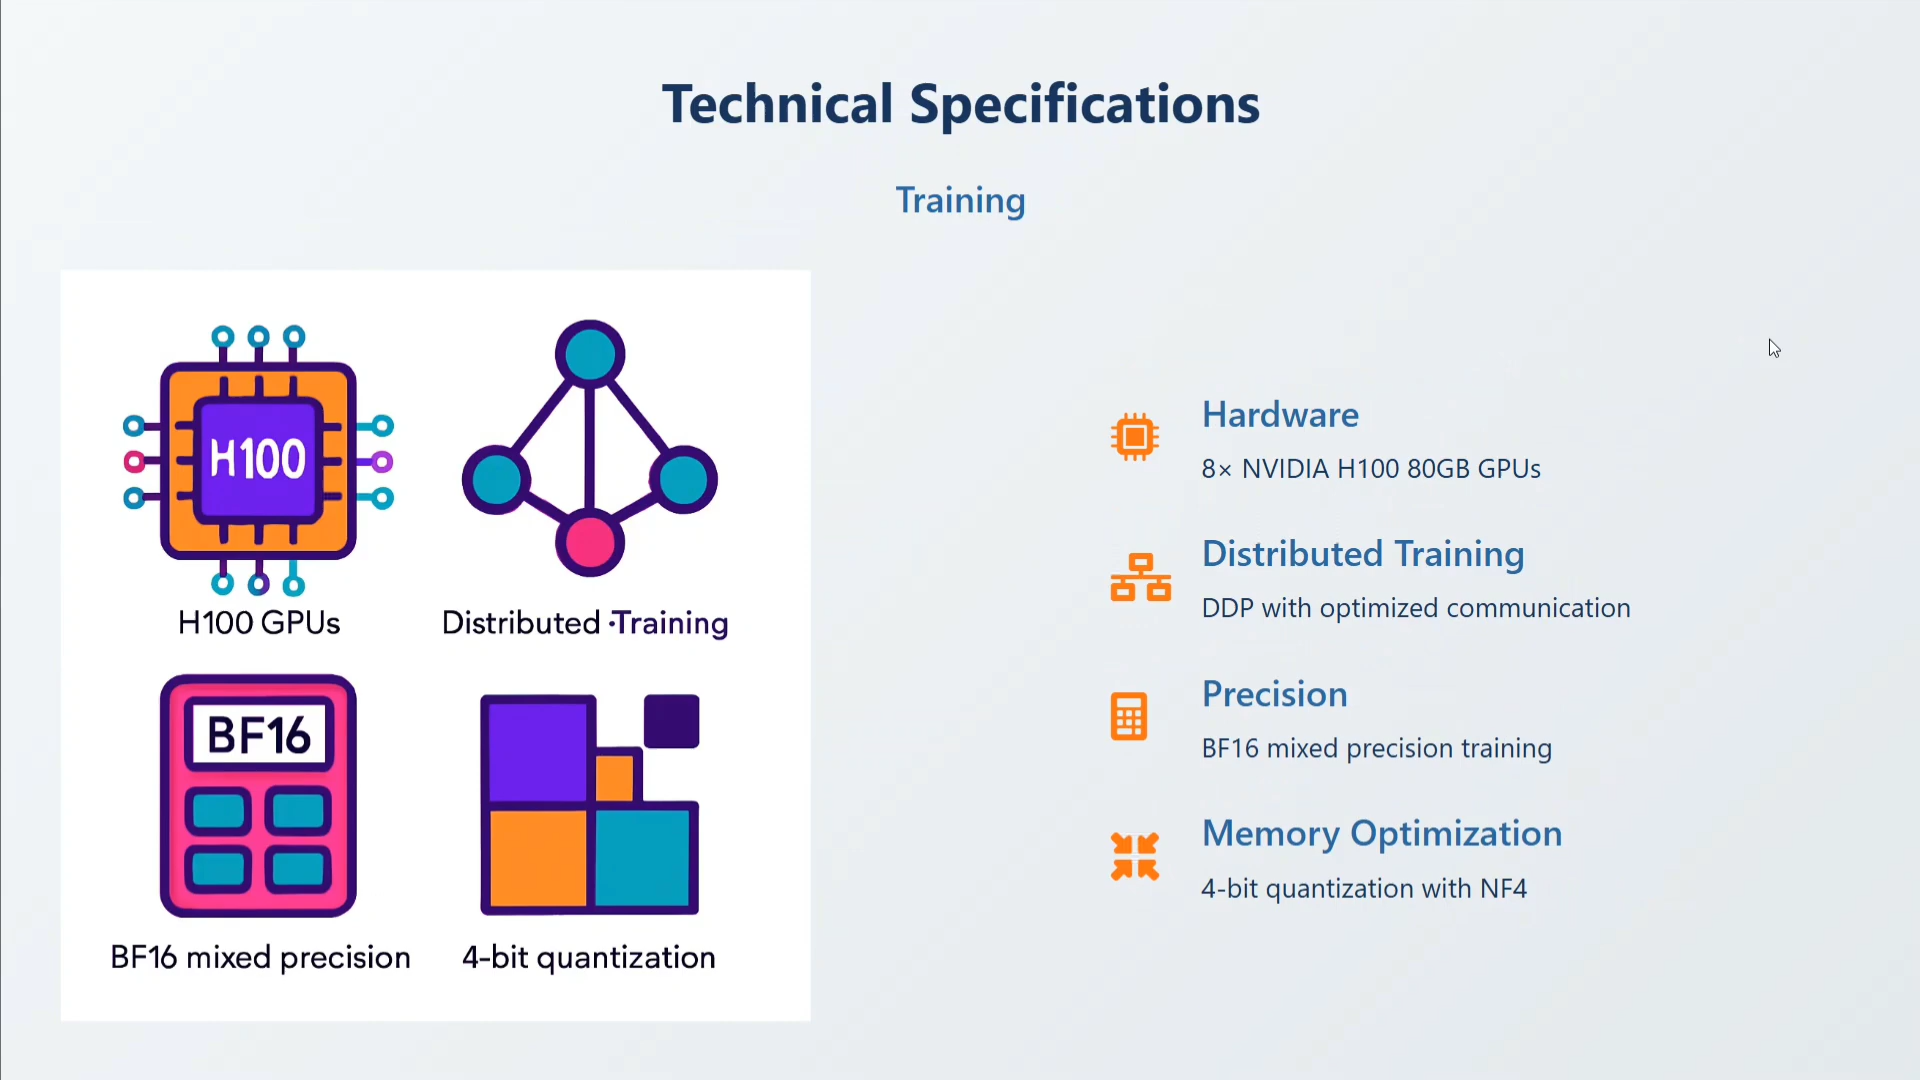 Technical Specifications
Training
H100
H100 GPUs
Distributed ·Training
BF16
BF16 mixed precision
4-bit quantization
Hardware
8× NVIDIA H100 80GB GPUs
Distributed Training
DDP with optimized communication
Precision
BF16 mixed precision training
Memory Optimization
4-bit quantization with NF4